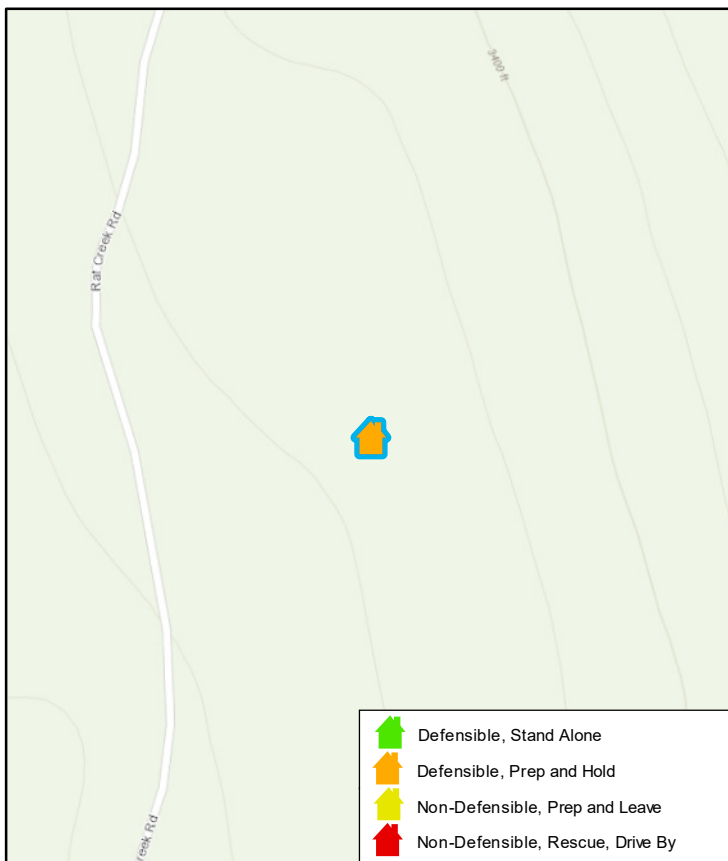 3400 ft
Rat Creek Rd
Creek Rd
Defensible, Stand Alone
Defensible, Prep and Hold
Non-Defensible, Prep and Leave
Non-Defensible, Rescue, Drive By